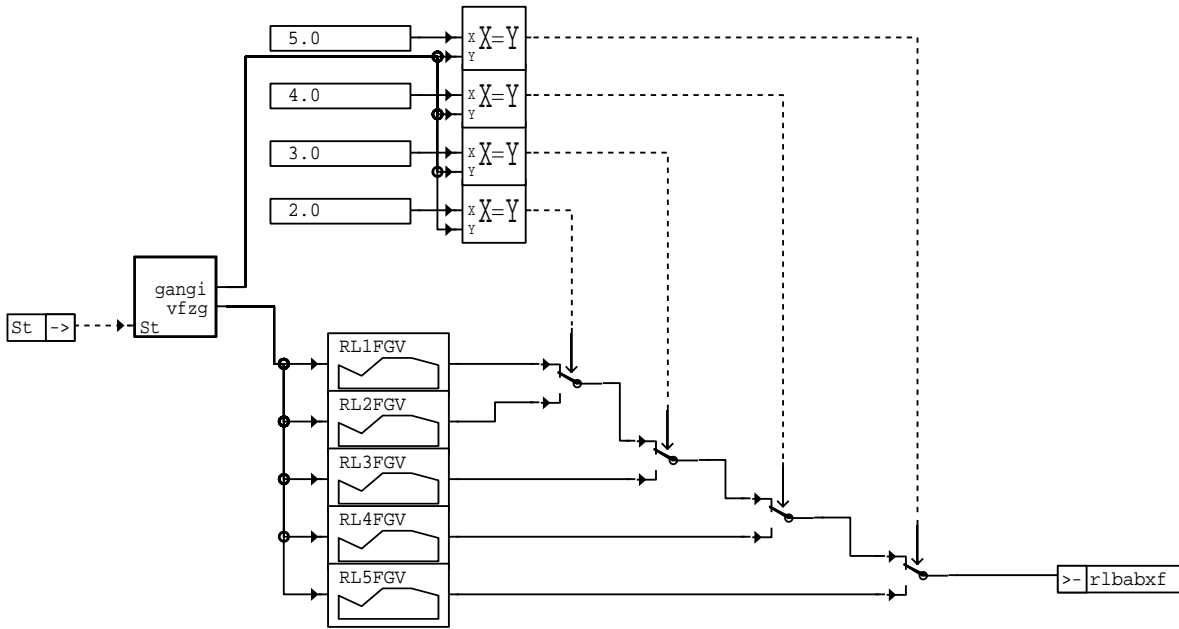 5.0
X X=Y
Y
4.0
X X=Y
Y
3.0
X X=Y
Y
2.0
X X=Y
Y
gangi
vfzg
St -> St
RL1FGV
RL2FGV
RL3FGV
RL4FGV
RL5FGV
>- rlbabxf